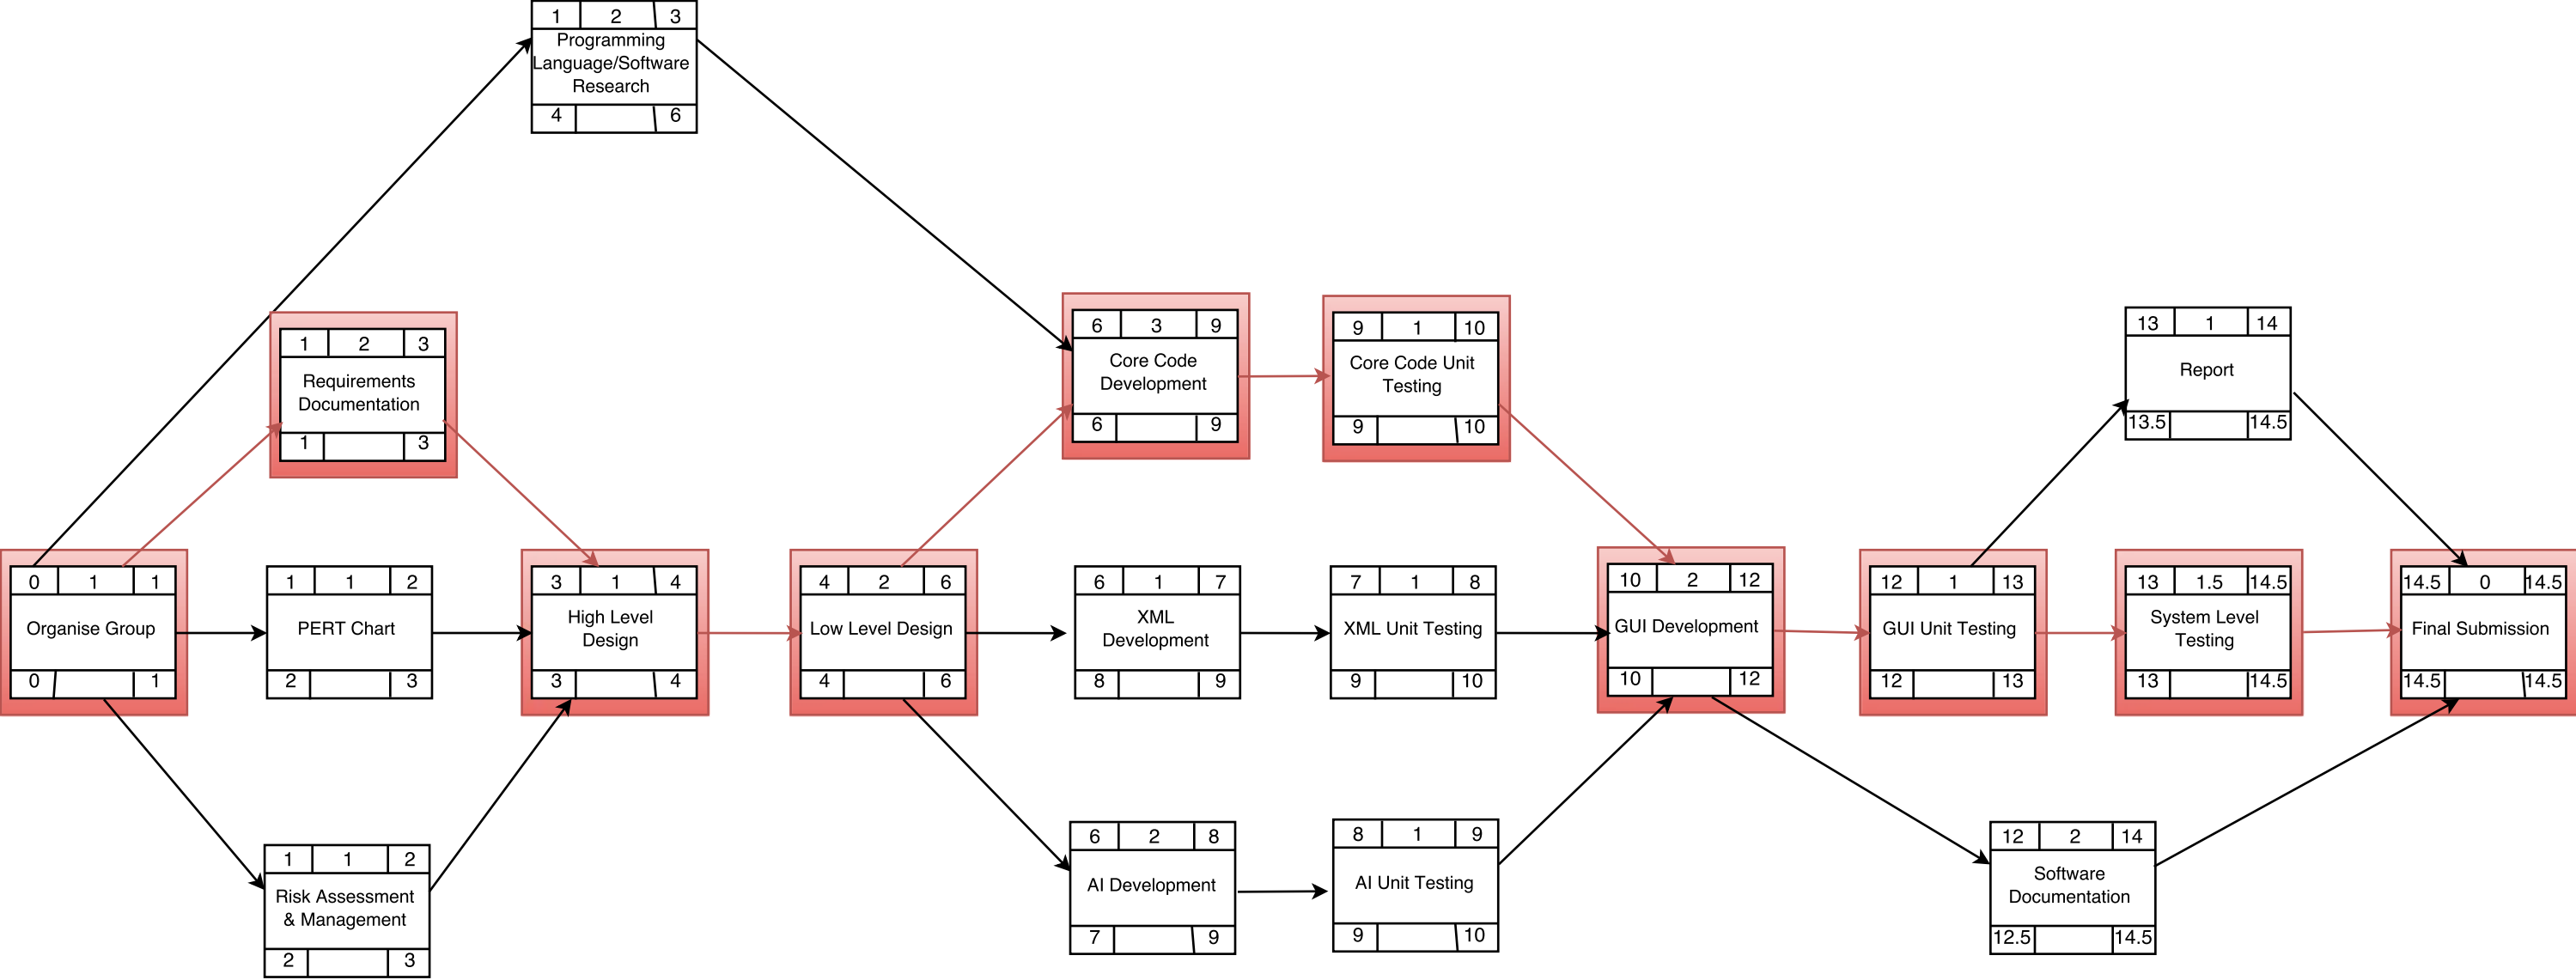 1 2 3
Programming
Language/Software
Research
4 6
1 2 3
Requirements
Documentation
1 3
6 3 9
Core Code
Development
6 9
9 1 10
Core Code Unit
Testing
9 10
13 1 14
Report
13.5 14.5
0 1 1
Organise Group
0 1
1 1 2
PERT Chart
2 3
3 1 4
High Level
Design
3 4
4 2 6
Low Level Design
4 6
6 1 7
XML
Development
8 9
7 1 8
XML Unit Testing
9 10
10 2 12
GUI Development
10 12
12 1 13
GUI Unit Testing
12 13
13 1.5 14.5
System Level
Testing
13 14.5
14.5 0 14.5
Final Submission
14.5 14.5
1 1 2
Risk Assessment
& Management
2 3
6 2 8
AI Development
7 9
8 1 9
AI Unit Testing
9 10
12 2 14
Software
Documentation
12.5 14.5